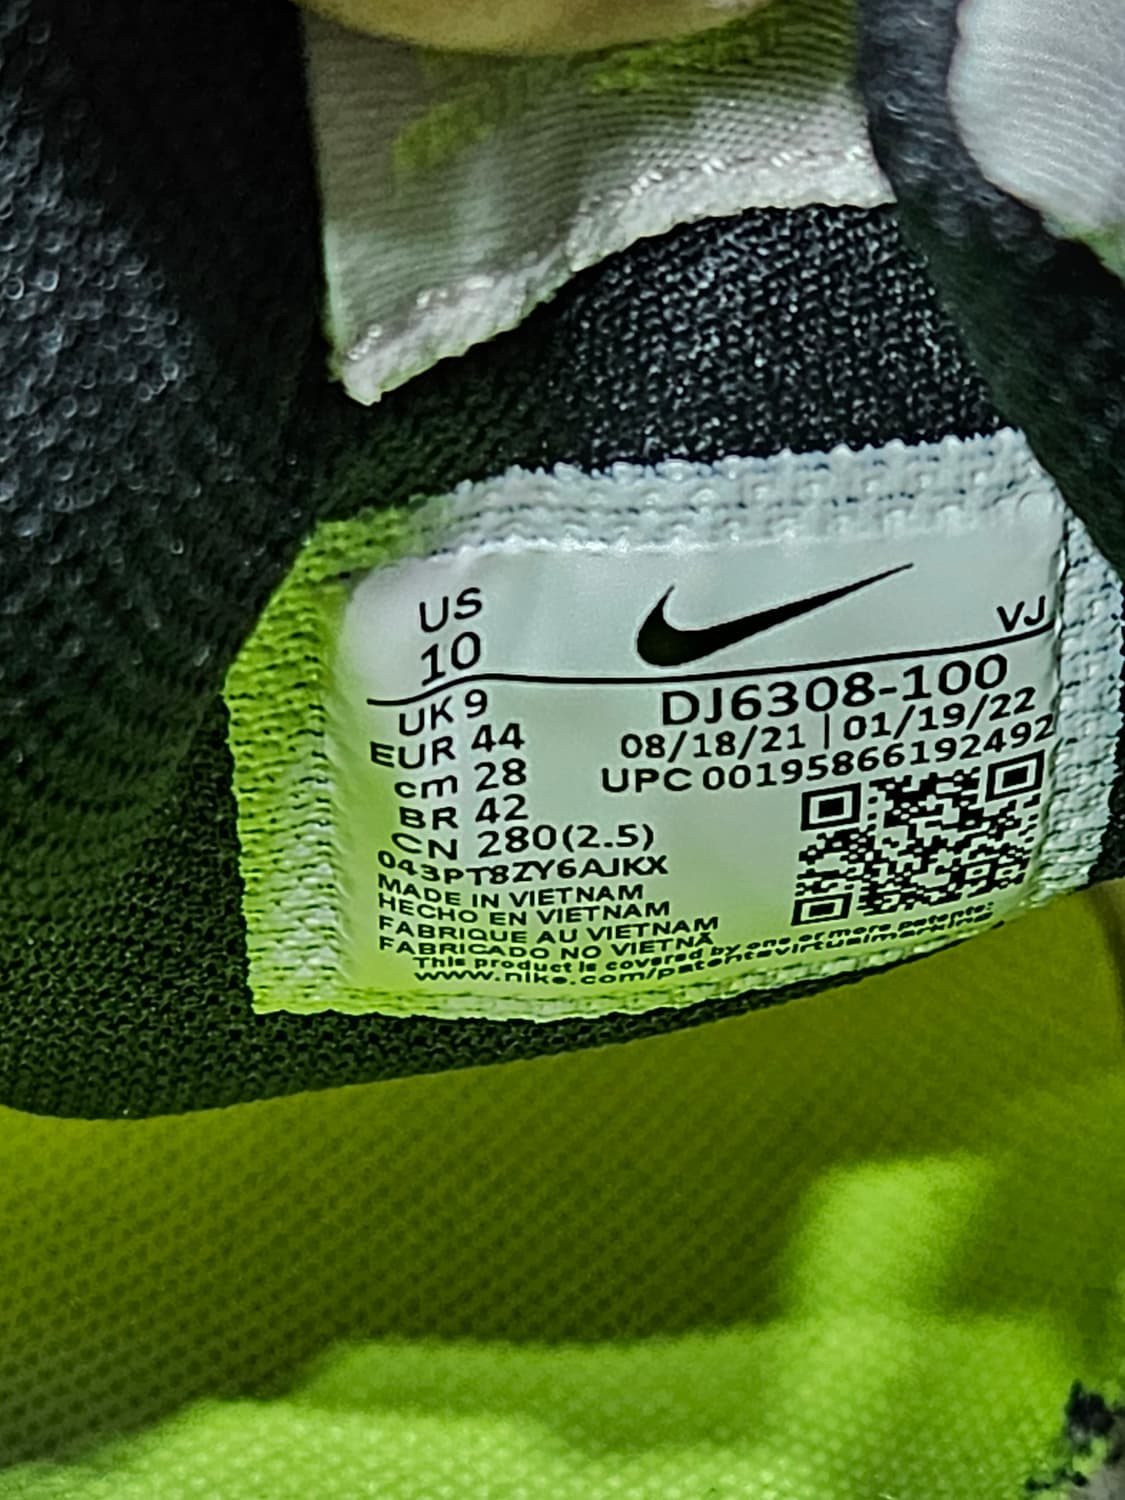 US
10
VJ
UK 9
EUR 44
cm 28
BR 42
CN 280(2.5)
DJ6308-100
08/18/21 | 01/19/22
UPC 00195866192492
043PT8ZY6AJKX
MADE IN VIETNAM
HECHO EN VIETNAM
FABRIQUE AU VIETNAM
FABRICADO NO VIETNÃ
This product is covered by one or more patents:
www.nike.com/patentsvirtualmarking